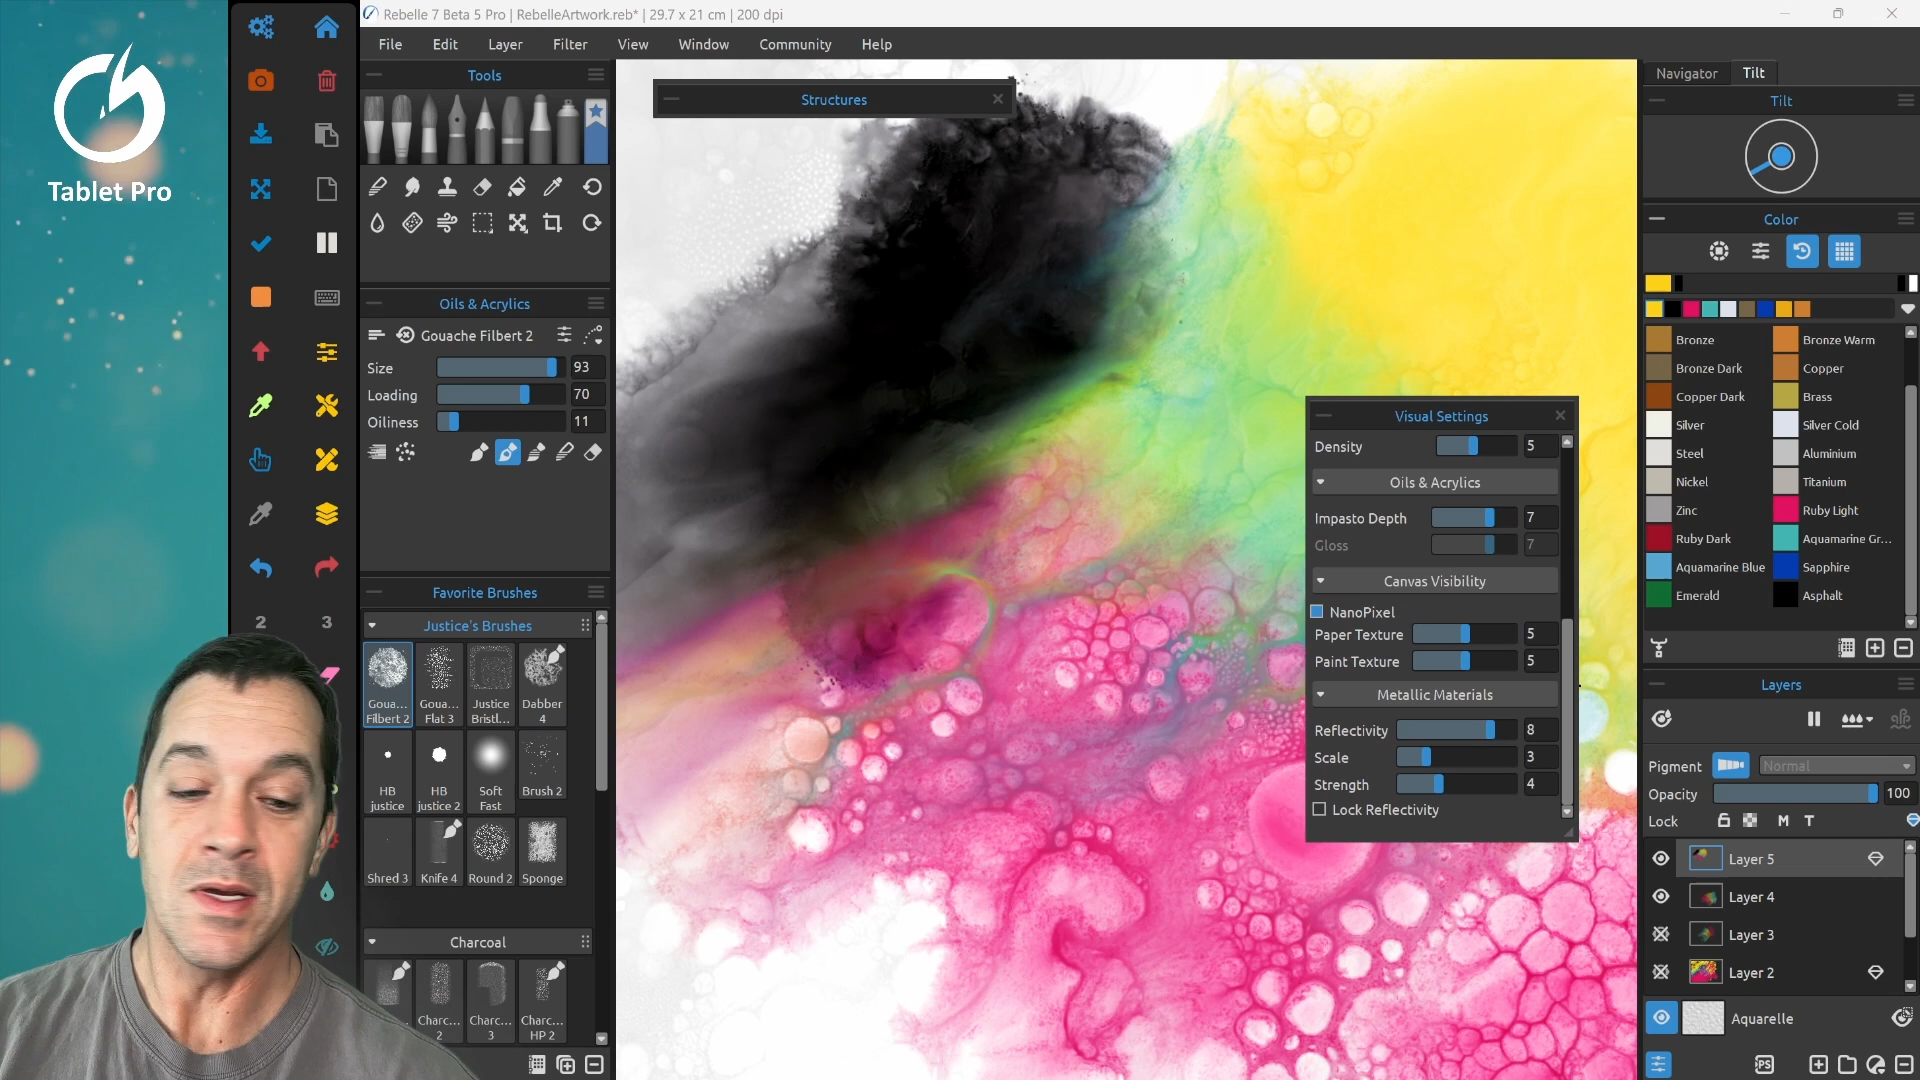 Tablet Pro
2 3
Rebelle 7 Beta 5 Pro | RebelleArtwork.reb* | 29.7 x 21 cm | 200 dpi
File Edit Layer Filter View Window Community Help
Tools
Oils & Acrylics
Gouache Filbert 2
Size 93
Loading 70
Oiliness 11
Favorite Brushes
Justice's Brushes
Goua... Filbert 2
Goua... Flat 3
Justice Bristl...
Dabber 4
HB justice
HB justice 2
Soft Fast
Brush 2
Shred 3
Knife 4
Round 2
Sponge
Charcoal
Charc... 2
Charc... 3
Charc... HP 2
Structures
Visual Settings
Density 5
Oils & Acrylics
Impasto Depth 7
Gloss 7
Canvas Visibility
NanoPixel
Paper Texture 5
Paint Texture 5
Metallic Materials
Reflectivity 8
Scale 3
Strength 4
Lock Reflectivity
Navigator Tilt
Tilt
Color
Bronze Bronze Warm
Bronze Dark Copper
Copper Dark Brass
Silver Silver Cold
Steel Aluminium
Nickel Titanium
Zinc Ruby Light
Ruby Dark Aquamarine Gr...
Aquamarine Blue Sapphire
Emerald Asphalt
Layers
Pigment Normal
Opacity 100
Lock M T
Layer 5
Layer 4
Layer 3
Layer 2
Aquarelle
PS